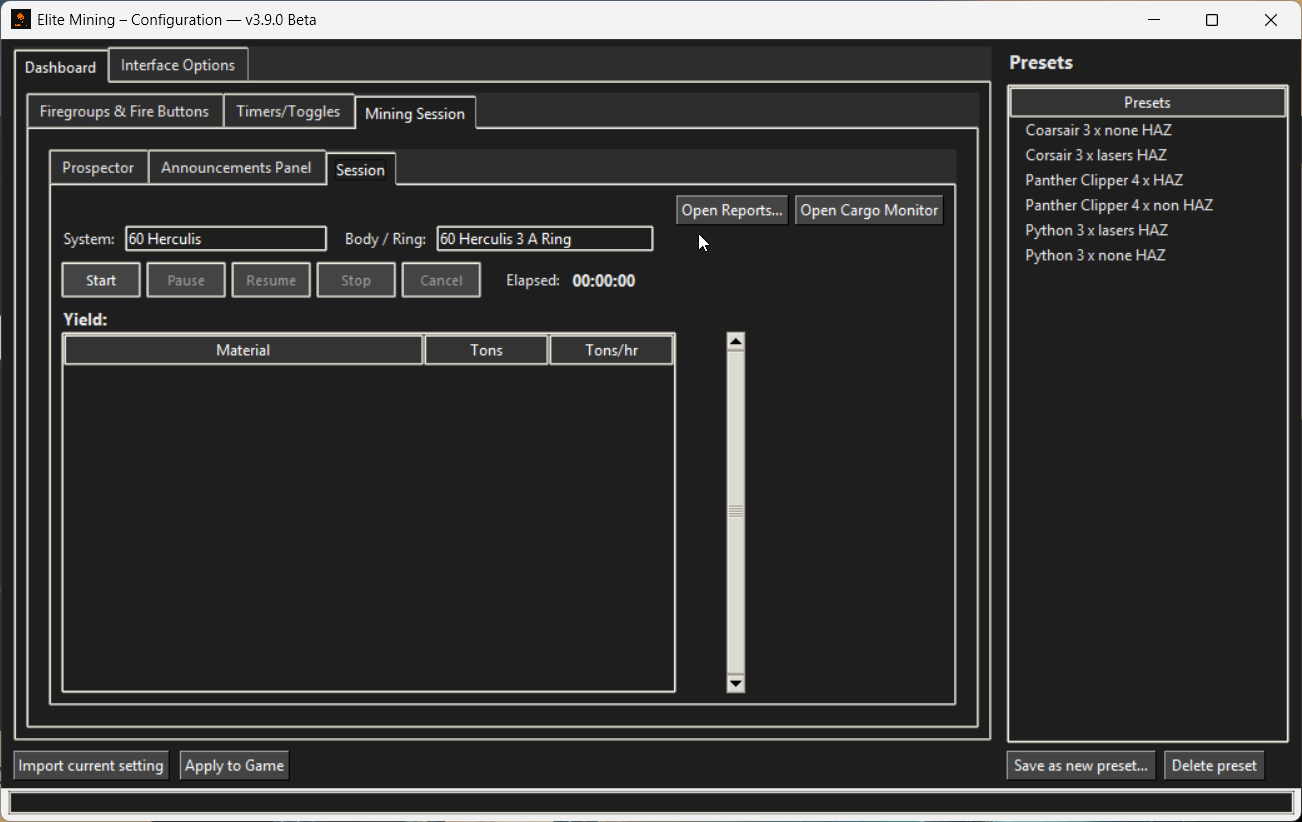 Elite Mining – Configuration — v3.9.0 Beta
Dashboard Interface Options
Presets
Firegroups & Fire Buttons Timers/Toggles Mining Session
Presets
Coarsair 3 x none HAZ
Corsair 3 x lasers HAZ
Panther Clipper 4 x HAZ
Panther Clipper 4 x non HAZ
Python 3 x lasers HAZ
Python 3 x none HAZ
Prospector Announcements Panel Session
Open Reports... Open Cargo Monitor
System: 60 Herculis Body / Ring: 60 Herculis 3 A Ring
Start Pause Resume Stop Cancel Elapsed: 00:00:00
Yield:
Material Tons Tons/hr
Import current setting Apply to Game
Save as new preset... Delete preset